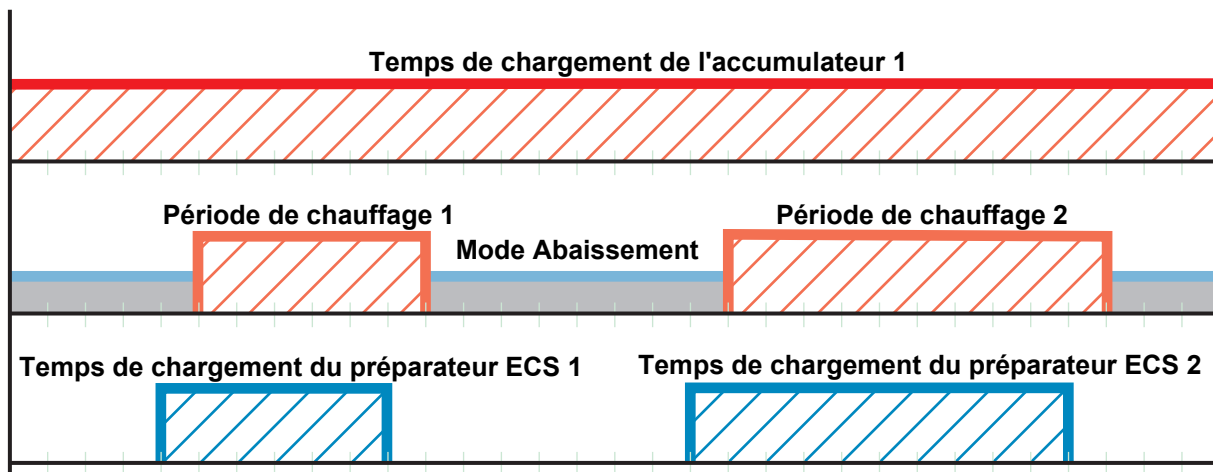 Temps de chargement de l'accumulateur 1
Période de chauffage 1
Période de chauffage 2
Mode Abaissement
Temps de chargement du préparateur ECS 1
Temps de chargement du préparateur ECS 2